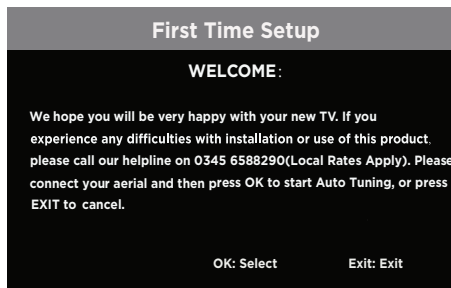 First Time Setup
WELCOME:
We hope you will be very happy with your new TV. If you
experience any difficulties with installation or use of this product,
please call our helpline on 0345 6588290(Local Rates Apply). Please
connect your aerial and then press OK to start Auto Tuning, or press
EXIT to cancel.
OK: Select Exit: Exit